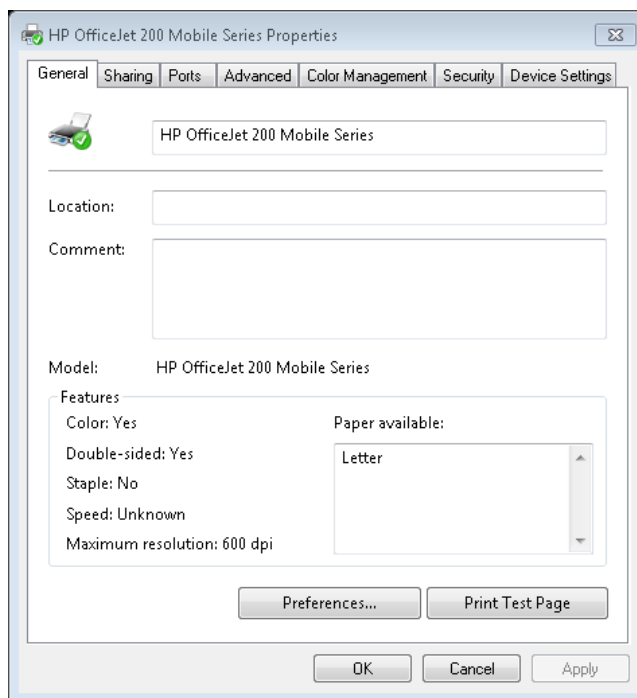 HP OfficeJet 200 Mobile Series Properties
General Sharing Ports Advanced Color Management Security Device Settings
HP OfficeJet 200 Mobile Series
Location:
Comment:
Model: HP OfficeJet 200 Mobile Series
Features
Color: Yes Paper available:
Double-sided: Yes Letter
Staple: No
Speed: Unknown
Maximum resolution: 600 dpi
Preferences... Print Test Page
OK Cancel Apply